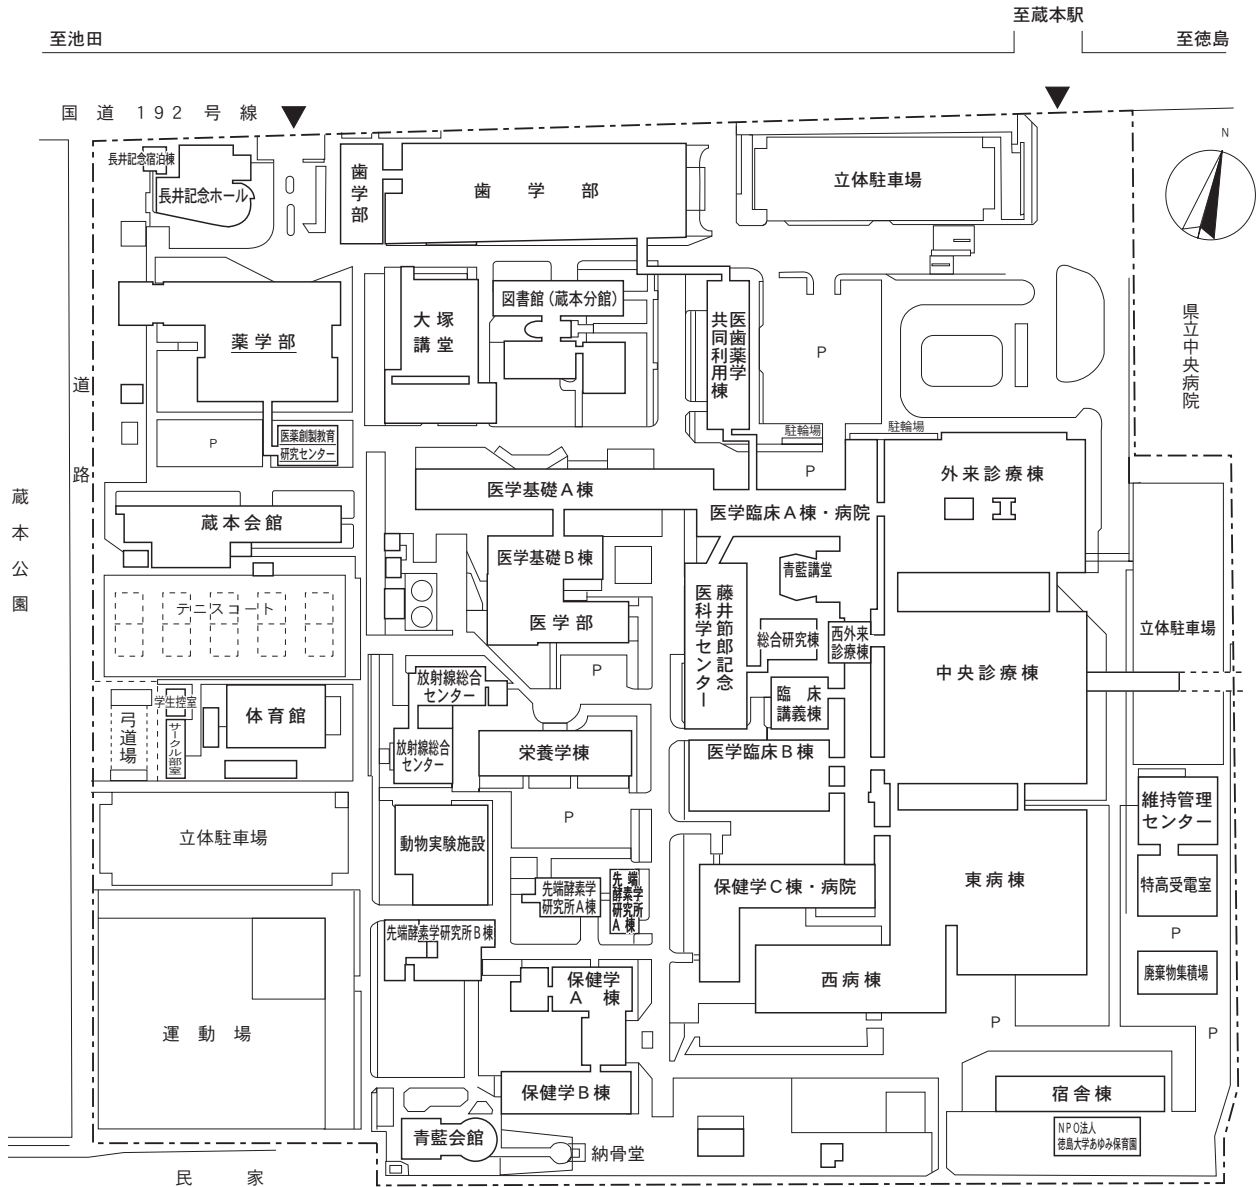 至蔵本駅
至池田
至徳島
国道192号線
N
長井記念宿泊棟
長井記念ホール
歯学部
歯学部
立体駐車場
図書館(蔵本分館)
大塚
講堂
医歯薬学
共同利用棟
薬学部
P
県立中央病院
道路
医薬創製教育
研究センター
P
駐輪場
駐輪場
P
外来診療棟
医学基礎A棟
医学臨床A棟・病院
蔵本公園
蔵本会館
医学基礎B棟
青藍講堂
藤井節郎記念
医科学センター
テニスコート
医学部
総合研究棟
西外来
診療棟
立体駐車場
中央診療棟
P
放射線総合
センター
学生控室
臨床
講義棟
体育館
弓道場
サークル部室
放射線総合
センター
栄養学棟
医学臨床B棟
維持管理
センター
立体駐車場
P
動物実験施設
先端酵素学
研究所A棟
先端
酵素学
研究所
A棟
保健学C棟・病院
東病棟
特高受電室
先端酵素学研究所B棟
P
廃棄物集積場
保健学
A棟
西病棟
運動場
P
P
保健学B棟
宿舎棟
青藍会館
納骨堂
NPO法人
徳島大学あゆみ保育園
民家